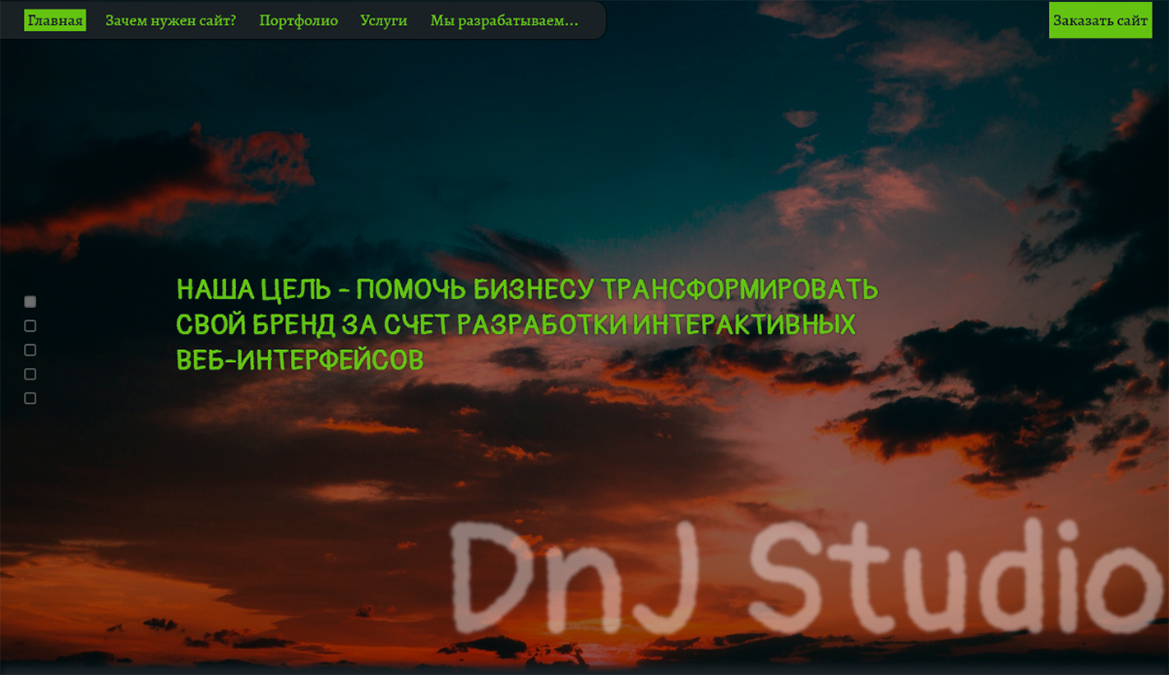 Главная Зачем нужен сайт? Портфолио Услуги Мы разрабатываем... Заказать сайт
НАША ЦЕЛЬ - ПОМОЧЬ БИЗНЕСУ ТРАНСФОРМИРОВАТЬ
СВОЙ БРЕНД ЗА СЧЕТ РАЗРАБОТКИ ИНТЕРАКТИВНЫХ
ВЕБ-ИНТЕРФЕЙСОВ
DnJ Studio